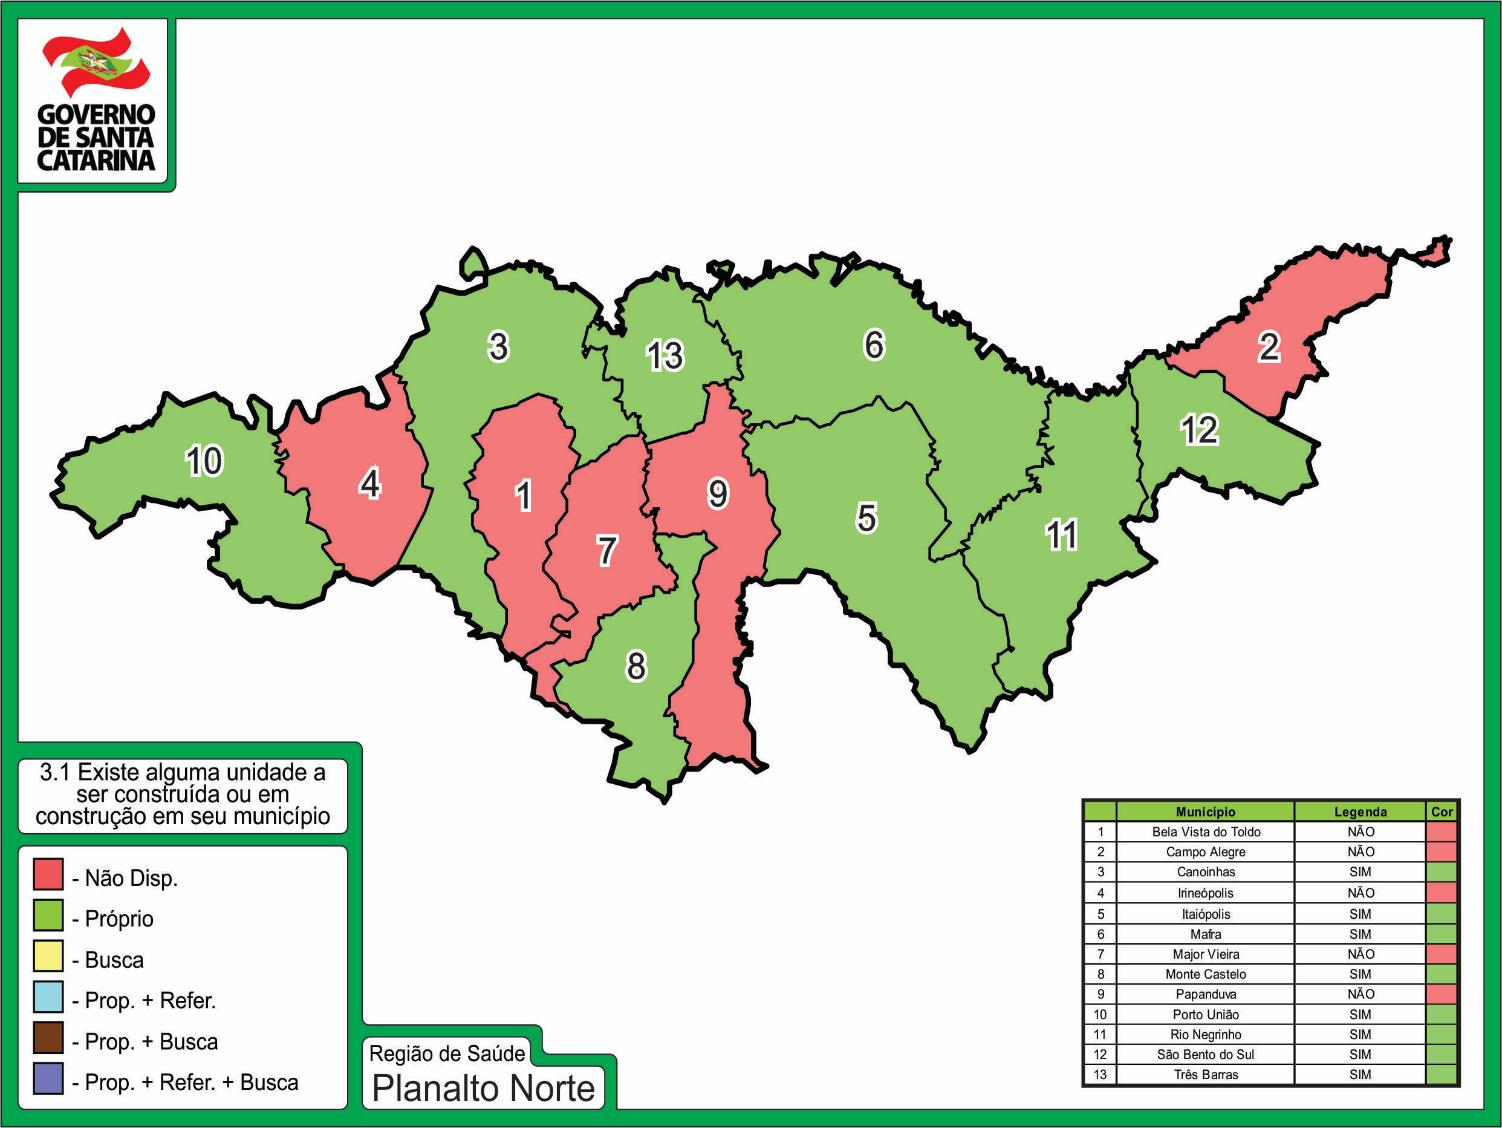 GOVERNO
DE SANTA
CATARINA
3
13
6
2
12
10
4
1
9
5
7
11
8
3.1 Existe alguma unidade a
ser construída ou em
construção em seu município
- Não Disp.
- Próprio
- Busca
- Prop. + Refer.
- Prop. + Busca
- Prop. + Refer. + Busca
Região de Saúde
Planalto Norte
Município Legenda Cor
1 Bela Vista do Toldo NÃO
2 Campo Alegre NÃO
3 Canoinhas SIM
4 Irineópolis NÃO
5 Itaiópolis SIM
6 Mafra SIM
7 Major Vieira NÃO
8 Monte Castelo SIM
9 Papanduva NÃO
10 Porto União SIM
11 Rio Negrinho SIM
12 São Bento do Sul SIM
13 Três Barras SIM